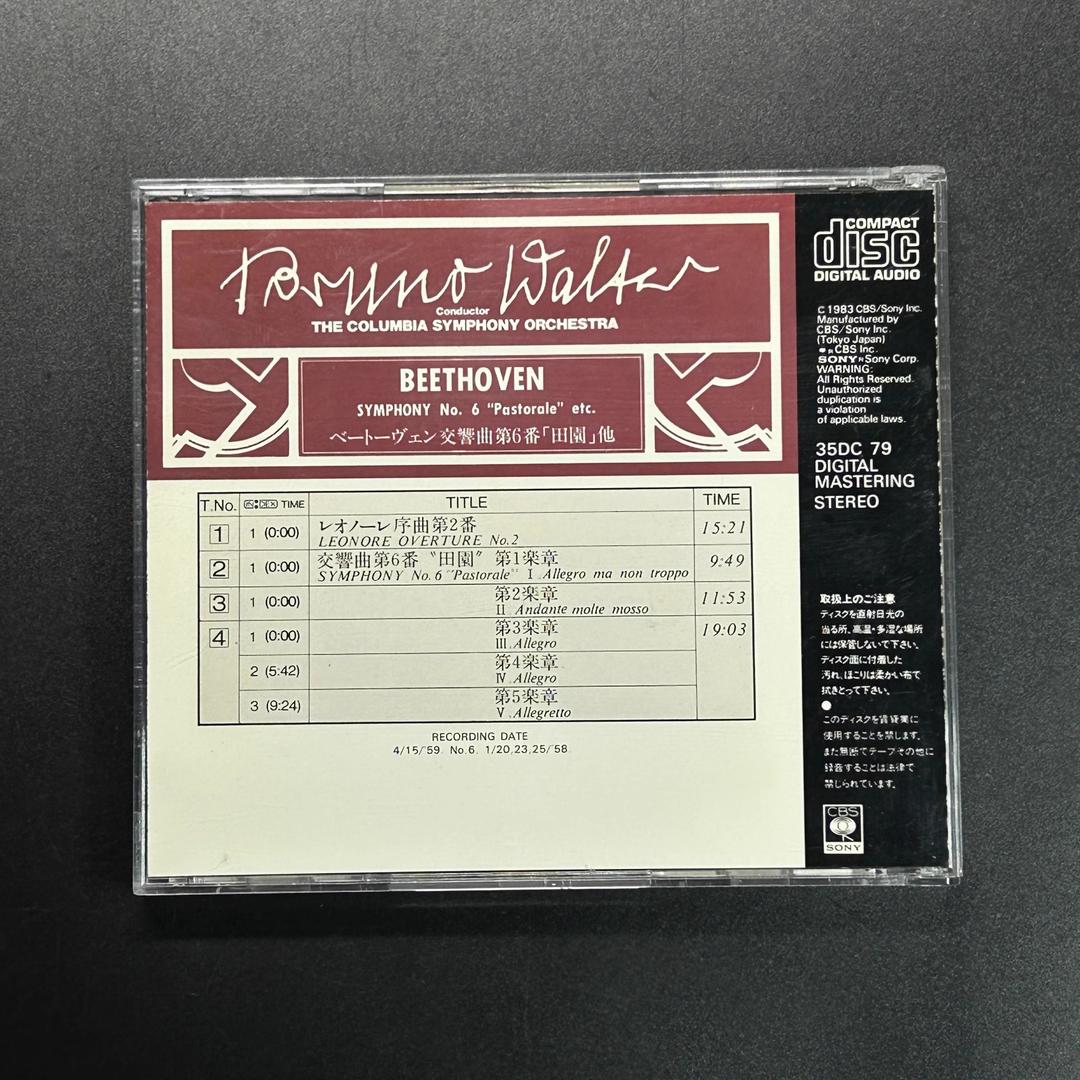 Bruno Walter
Conductor
THE COLUMBIA SYMPHONY ORCHESTRA
BEETHOVEN
SYMPHONY No. 6 "Pastorale" etc.
ベートーヴェン交響曲第6番「田園」他
T.No. INDEX TIME TITLE TIME
1 1 (0:00) レオノーレ序曲第2番 15:21
LEONORE OVERTURE No.2
2 1 (0:00) 交響曲第6番〝田園〟 第1楽章 9:49
SYMPHONY No.6 "Pastorale" I. Allegro ma non troppo
3 1 (0:00) 第2楽章 11:53
II. Andante molte mosso
4 1 (0:00) 第3楽章 19:03
III. Allegro
2 (5:42) 第4楽章
IV. Allegro
3 (9:24) 第5楽章
V. Allegretto
RECORDING DATE
4/15/'59. No.6. 1/20,23,25/'58.
COMPACT
disc
DIGITAL AUDIO
C 1983 CBS/Sony Inc.
Manufactured by
CBS/Sony Inc.
(Tokyo Japan)
CBS Inc.
SONY Sony Corp.
WARNING:
All Rights Reserved.
Unauthorized
duplication is
a violation
of applicable laws.
35DC 79
DIGITAL
MASTERING
STEREO
取扱上のご注意
ディスクを直射日光の
当る所、高温・多湿な場所
には保管しないで下さい。
ディスク面に付着した
汚れ、ほこりは柔かい布で
拭きとって下さい。
●
このディスクを賃貸業に
使用することを禁します。
また無断でテープその他に
録音することは法律で
禁じられています。
CBS
SONY